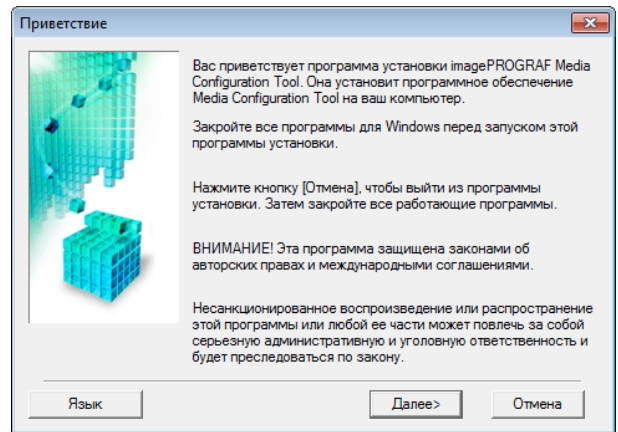 Приветствие
Вас приветствует программа установки imagePROGRAF Media
Configuration Tool. Она установит программное обеспечение
Media Configuration Tool на ваш компьютер.
Закройте все программы для Windows перед запуском этой
программы установки.
Нажмите кнопку [Отмена], чтобы выйти из программы
установки. Затем закройте все работающие программы.
ВНИМАНИЕ! Эта программа защищена законами об
авторских правах и международными соглашениями.
Несанкционированное воспроизведение или распространение
этой программы или любой ее части может повлечь за собой
серьезную административную и уголовную ответственность и
будет преследоваться по закону.
Язык
Далее>
Отмена